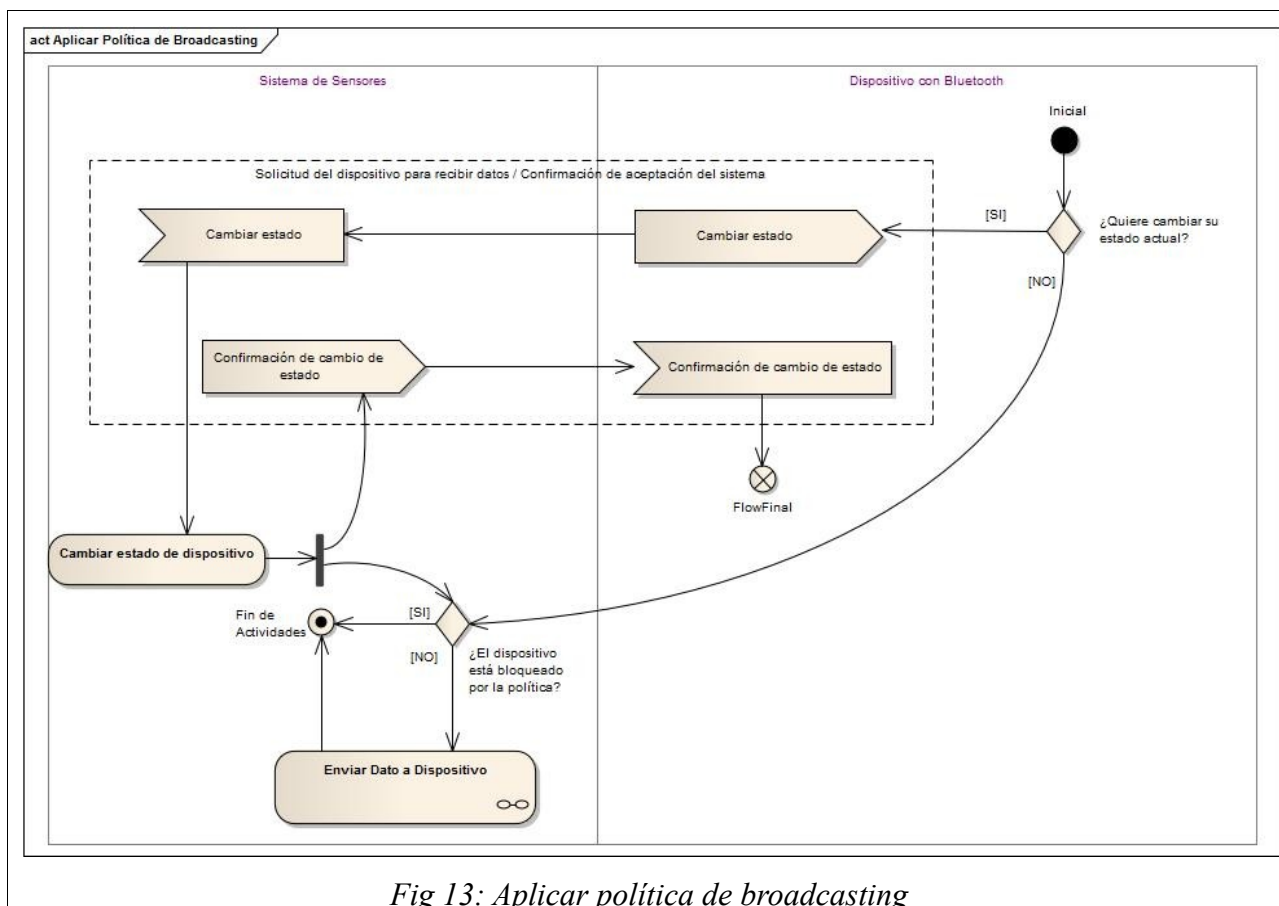 act Aplicar Política de Broadcasting
Sistema de Sensores
Dispositivo con Bluetooth
Inicial
Solicitud del dispositivo para recibir datos / Confirmación de aceptación del sistema
[SI]
¿Quiere cambiar su
estado actual?
Cambiar estado
Cambiar estado
[NO]
Confirmación de cambio de
estado
Confirmación de cambio de estado
FlowFinal
Cambiar estado de dispositivo
Fin de
Actividades
[SI]
[NO]
¿El dispositivo
está bloqueado
por la política?
Enviar Dato a Dispositivo
Fig 13: Aplicar política de broadcasting